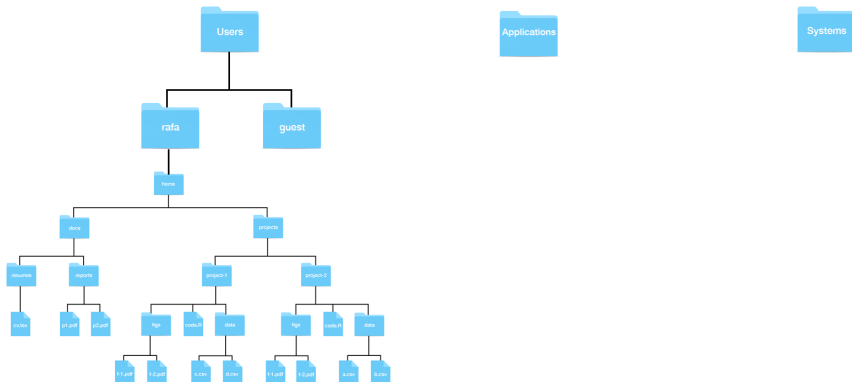 Users
Applications
Systems
rafa
guest
home
docs
projects
resumes
reports
project-1
project-2
cv.tex
p1.pdf
p2.pdf
figs
code.R
data
figs
code.R
data
f-1.pdf
f-2.pdf
a.csv
b.csv
f-1.pdf
f-2.pdf
a.csv
b.csv